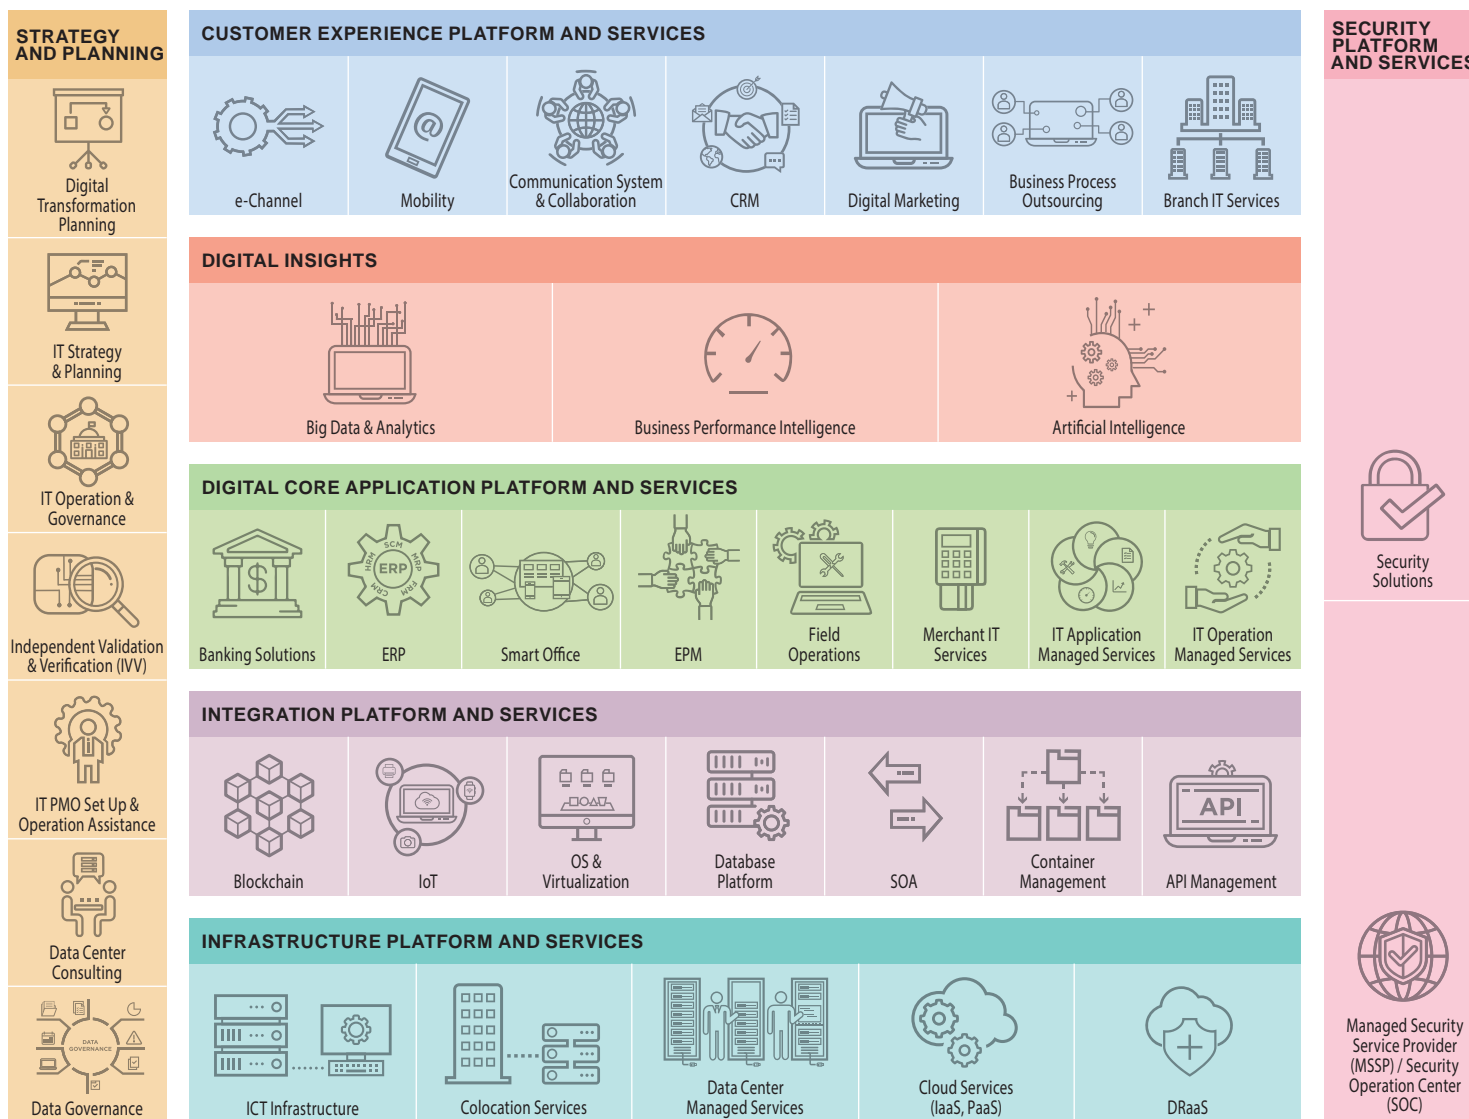 STRATEGY
AND PLANNING
Digital
Transformation
Planning
IT Strategy
& Planning
IT Operation &
Governance
Independent Validation
& Verification (IVV)
IT PMO Set Up &
Operation Assistance
Data Center
Consulting
DATA
GOVERNANCE
Data Governance
CUSTOMER EXPERIENCE PLATFORM AND SERVICES
e-Channel
@
Mobility
Communication System
& Collaboration
CRM
Digital Marketing
Business Process
Outsourcing
Branch IT Services
DIGITAL INSIGHTS
Big Data & Analytics
Business Performance Intelligence
Artificial Intelligence
DIGITAL CORE APPLICATION PLATFORM AND SERVICES
$
Banking Solutions
SCM
HRM
MRP
ERP
CRM
FRM
ERP
Smart Office
EPM
Field
Operations
Merchant IT
Services
IT Application
Managed Services
IT Operation
Managed Services
INTEGRATION PLATFORM AND SERVICES
Blockchain
IoT
OS &
Virtualization
Database
Platform
SOA
Container
Management
API
API Management
INFRASTRUCTURE PLATFORM AND SERVICES
ICT Infrastructure
Colocation Services
Data Center
Managed Services
Cloud Services
(IaaS, PaaS)
DRaaS
SECURITY
PLATFORM
AND SERVICES
Security
Solutions
Managed Security
Service Provider
(MSSP) / Security
Operation Center
(SOC)